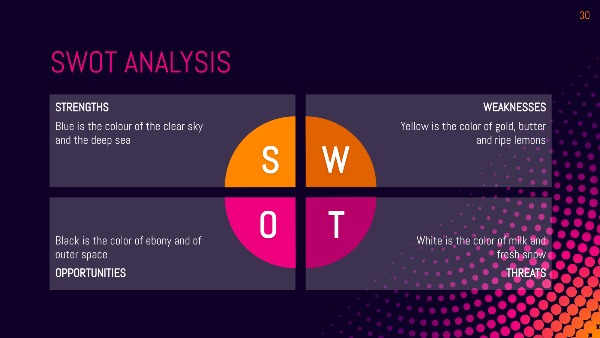 30
SWOT ANALYSIS
STRENGTHS
Blue is the colour of the clear sky
and the deep sea
WEAKNESSES
Yellow is the color of gold, butter
and ripe lemons
S
W
O
T
Black is the color of ebony and of
outer space
OPPORTUNITIES
White is the color of milk and
fresh snow
THREATS